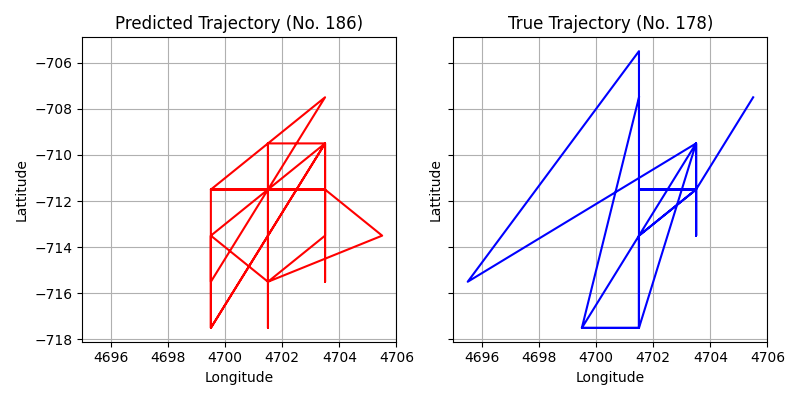 Predicted Trajectory (No. 186)
True Trajectory (No. 178)
−706
−708
−710
−712
−714
−716
−718
Lattitude
Lattitude
4696 4698 4700 4702 4704 4706
4696 4698 4700 4702 4704 4706
Longitude
Longitude